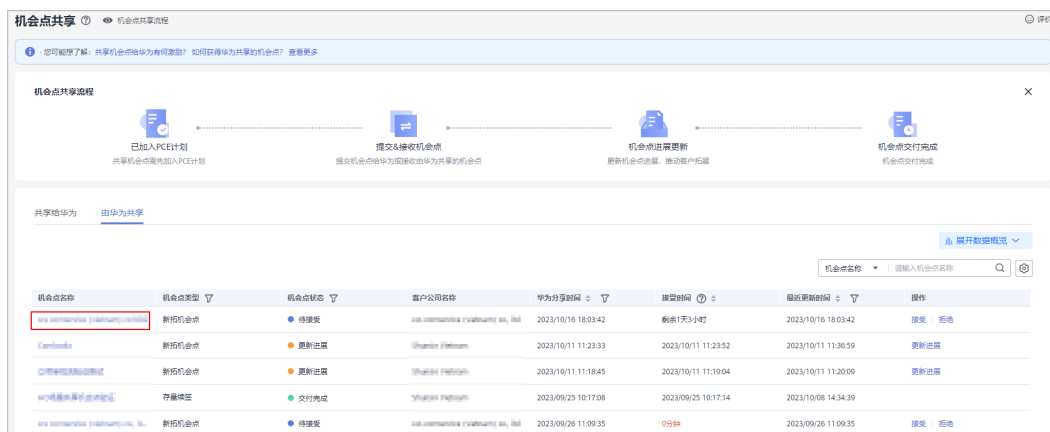 机会点共享 机会点共享流程 评价
您可能想了解：共享机会点给华为有何激励？ 如何获得华为共享的机会点？ 查看更多
机会点共享流程
已加入PCE计划 提交&接收机会点 机会点进展更新 机会点交付完成
共享机会点需先加入PCE计划 提交机会点给华为或接收由华为共享的机会点 更新机会点进展，推动客户拓展 机会点交付完成
共享给华为 由华为共享
展开数据概览
机会点名称 请输入机会点名称
机会点名称 机会点类型 机会点状态 客户公司名称 华为分享时间 接受时间 最近更新时间 操作
新拓机会点 待接受 2023/10/16 18:03:42 剩余1天3小时 2023/10/16 18:03:42 接受 拒绝
新拓机会点 更新进展 2023/10/11 11:23:33 2023/10/11 11:23:52 2023/10/11 11:36:59 更新进展
新拓机会点 更新进展 2023/10/11 11:18:45 2023/10/11 11:19:04 2023/10/11 11:20:09 更新进展
存量续签 交付完成 2023/09/25 10:17:08 2023/09/25 10:17:14 2023/10/08 14:34:39
新拓机会点 待接受 2023/09/26 11:09:35 0分钟 2023/09/26 11:09:35 接受 拒绝